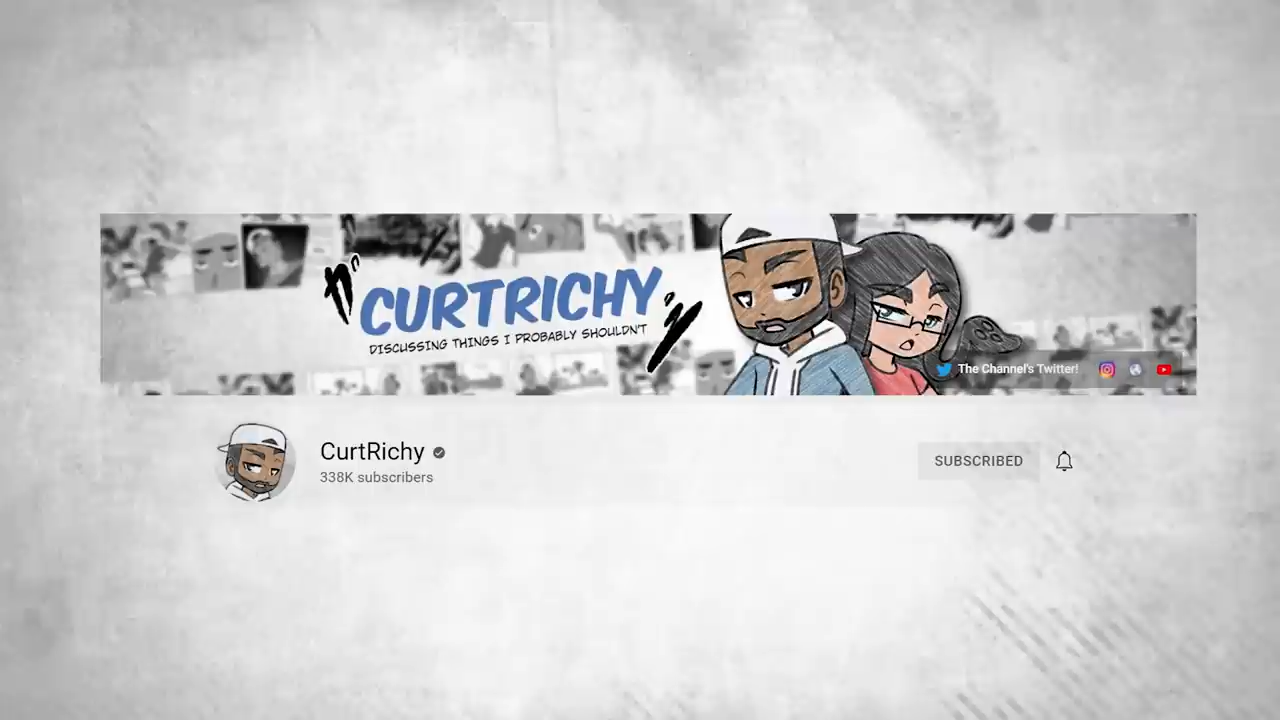 CURTRICHY
DISCUSSING THINGS I PROBABLY SHOULDN'T
The Channel's Twitter!
CurtRichy
338K subscribers
SUBSCRIBED